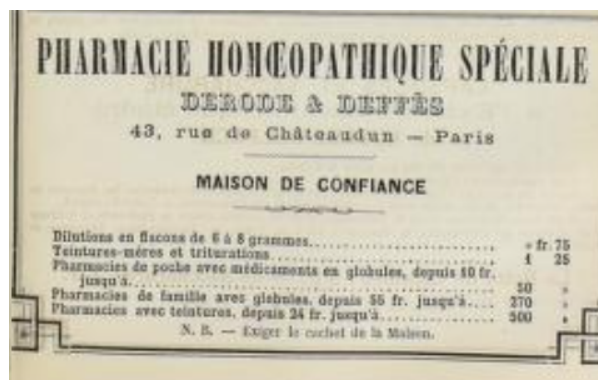 PHARMACIE HOMŒOPATHIQUE SPÉCIALE
DERODE & DEFFÈS
43, rue de Châteaudun — Paris
MAISON DE CONFIANCE
Dilutions en flacons de 6 à 8 grammes........ » fr. 75
Teintures-mères et triturations........ 1 25
Pharmacies de poche avec médicaments en globules, depuis 10 fr.
jusqu'à........ 50 »
Pharmacies de famille avec globules, depuis 55 fr. jusqu'à.... 270 »
Pharmacies avec teintures, depuis 24 fr. jusqu'à........ 500 »
N. B. — Exiger le cachet de la Maison.